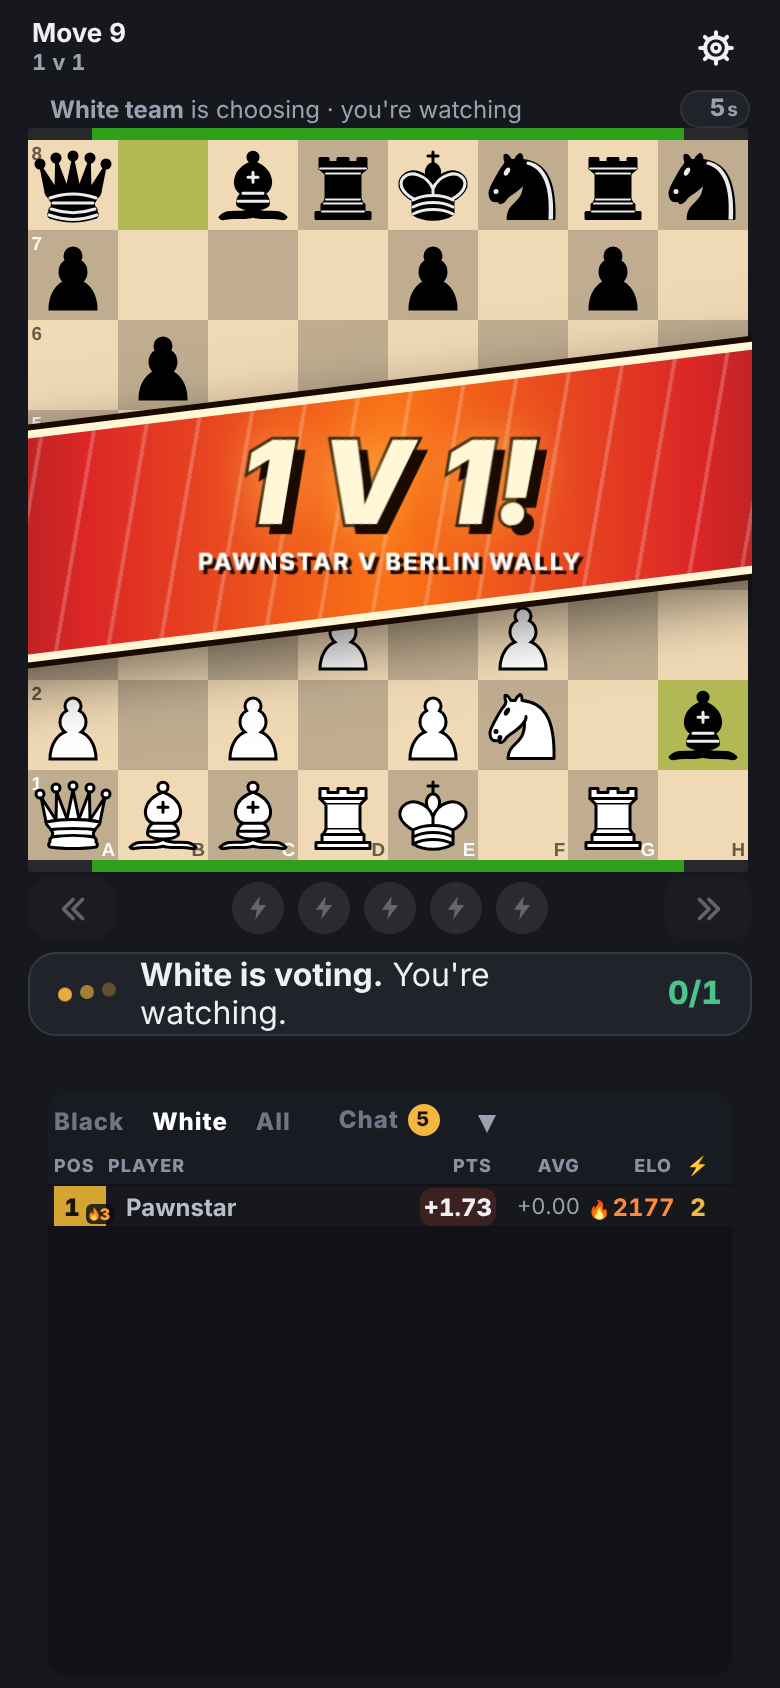 Move 9
1 v 1
White team is choosing · you're watching
5s
8
7
6
5
1 V 1!
PAWNSTAR V BERLIN WALLY
2
1
A B C D E F G H
White is voting. You're watching.
0/1
Black White All Chat 5 ▼
POS PLAYER PTS AVG ELO ⚡
1 🔥3 Pawnstar +1.73 +0.00 🔥2177 2